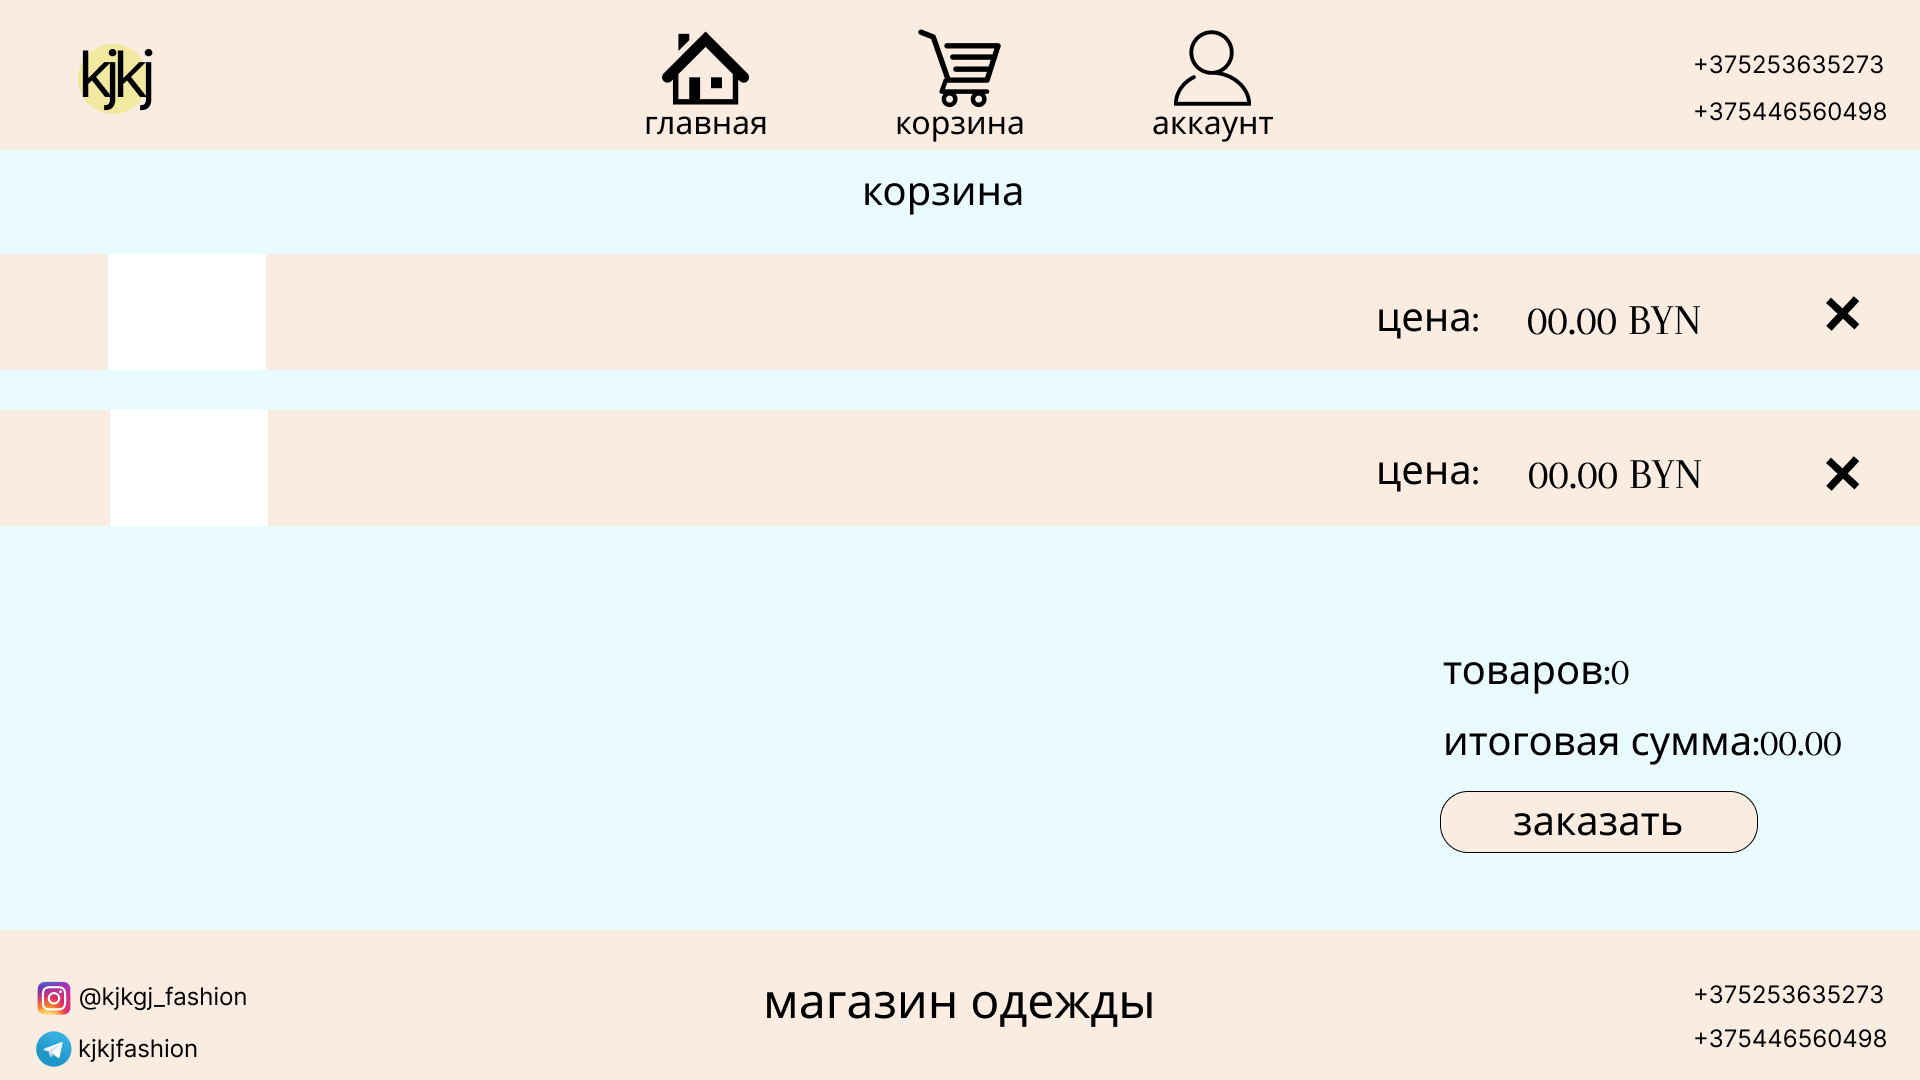 kjkj
главная
корзина
аккаунт
+375253635273
+375446560498
корзина
цена: 00.00 BYN
цена: 00.00 BYN
товаров:0
итоговая сумма:00.00
заказать
@kjkgj_fashion
kjkjfashion
магазин одежды
+375253635273
+375446560498